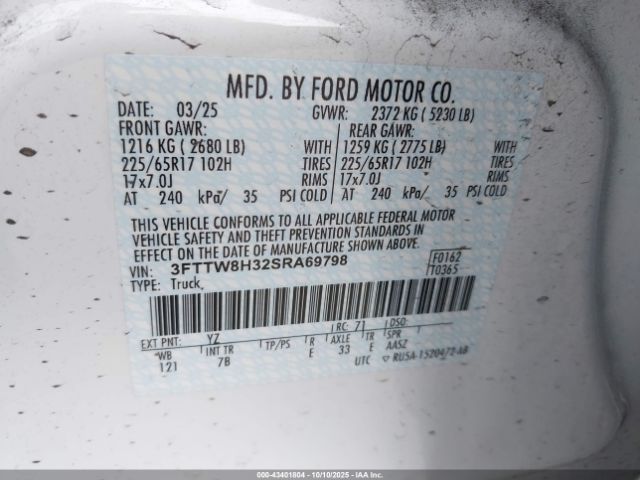 MFD. BY FORD MOTOR CO.
DATE: 03/25 GVWR: 2372 KG ( 5230 LB)
FRONT GAWR: REAR GAWR:
1216 KG ( 2680 LB) WITH 1259 KG ( 2775 LB) WITH
225/65R17 102H TIRES 225/65R17 102H TIRES
17x7.0J RIMS 17x7.0J RIMS
AT 240 kPa/ 35 PSI COLD AT 240 kPa/ 35 PSI COLD
THIS VEHICLE CONFORMS TO ALL APPLICABLE FEDERAL MOTOR
VEHICLE SAFETY AND THEFT PREVENTION STANDARDS IN
EFFECT ON THE DATE OF MANUFACTURE SHOWN ABOVE.
VIN: 3FTTW8H32SRA69798 F0162
TYPE: Truck T0365
EXT PNT: YZ RC: 71 DSO:
WB INT TR TP/PS R AXLE TR SPR
121 7B E 33 E AASZ
UTC ▽ RU5A-1520472-AB
000-43401804 | 10/10/2025 | IAAI.CA